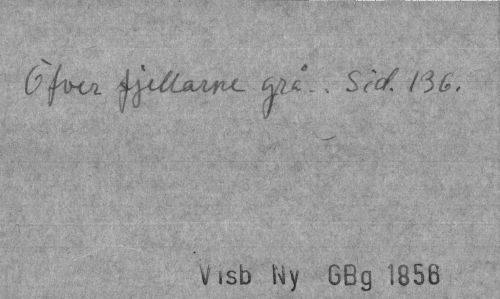 Öfver fjellarne grå.. Sid. 136.
Visb Ny GBg 1856